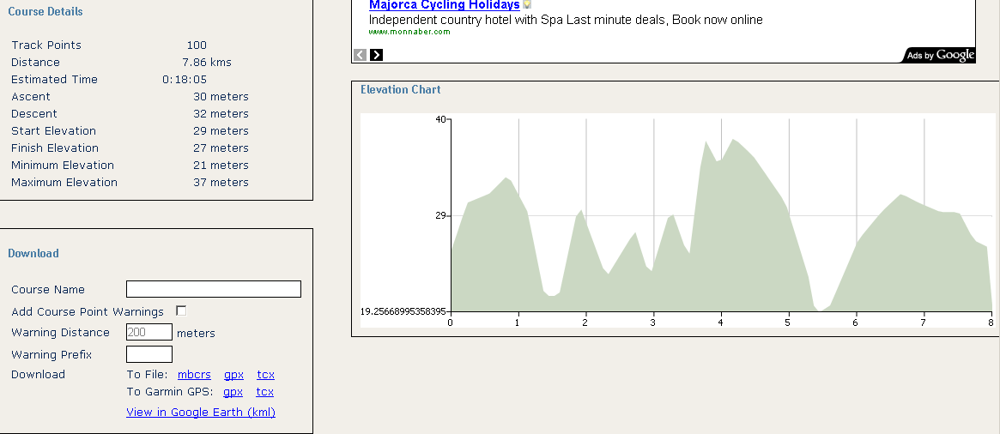 Course Details
Track Points 100
Distance 7.86 kms
Estimated Time 0:18:05
Ascent 30 meters
Descent 32 meters
Start Elevation 29 meters
Finish Elevation 27 meters
Minimum Elevation 21 meters
Maximum Elevation 37 meters
Download
Course Name
Add Course Point Warnings
Warning Distance 200 meters
Warning Prefix
Download To File: mbcrs gpx tcx
To Garmin GPS: gpx tcx
View in Google Earth (kml)
Majorca Cycling Holidays
Independent country hotel with Spa Last minute deals, Book now online
www.monnaber.com
Ads by Google
Elevation Chart
40
29
19.25668995358395
0 1 2 3 4 5 6 7 8